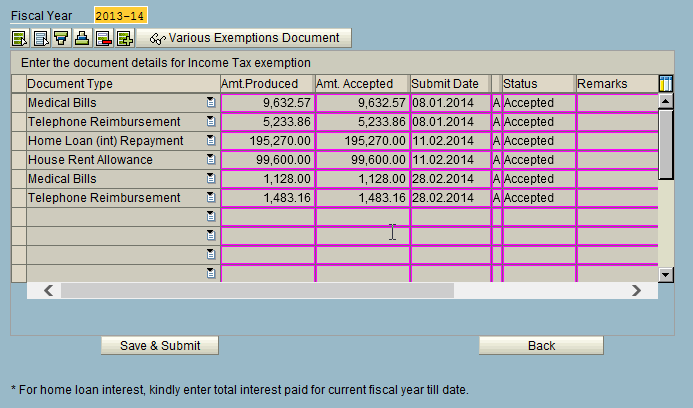 Fiscal Year 2013-14
Various Exemptions Document
Enter the document details for Income Tax exemption
Document Type Amt.Produced Amt. Accepted Submit Date Status Remarks
Medical Bills 9,632.57 9,632.57 08.01.2014 A Accepted
Telephone Reimbursement 5,233.86 5,233.86 08.01.2014 A Accepted
Home Loan (int) Repayment 195,270.00 195,270.00 11.02.2014 A Accepted
House Rent Allowance 99,600.00 99,600.00 11.02.2014 A Accepted
Medical Bills 1,128.00 1,128.00 28.02.2014 A Accepted
Telephone Reimbursement 1,483.16 1,483.16 28.02.2014 A Accepted
Save & Submit Back
* For home loan interest, kindly enter total interest paid for current fiscal year till date.